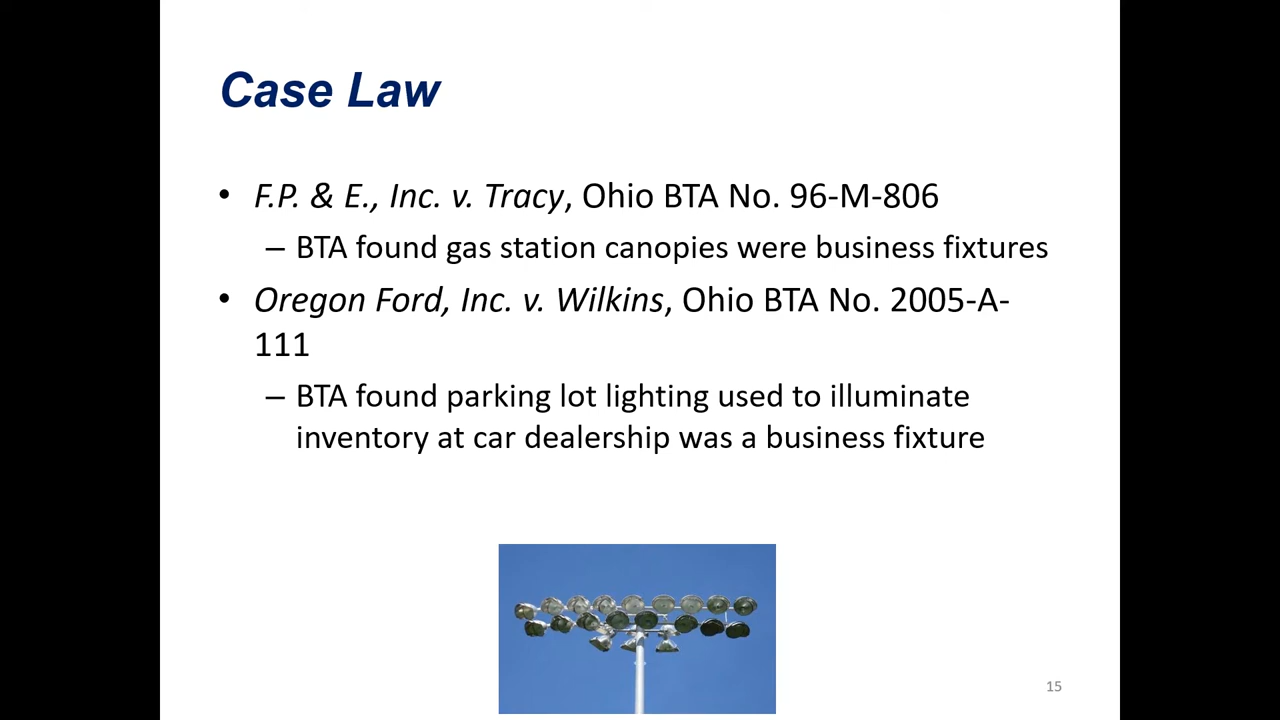 Case Law
• F.P. & E., Inc. v. Tracy, Ohio BTA No. 96-M-806
– BTA found gas station canopies were business fixtures
• Oregon Ford, Inc. v. Wilkins, Ohio BTA No. 2005-A-
111
– BTA found parking lot lighting used to illuminate
inventory at car dealership was a business fixture
15